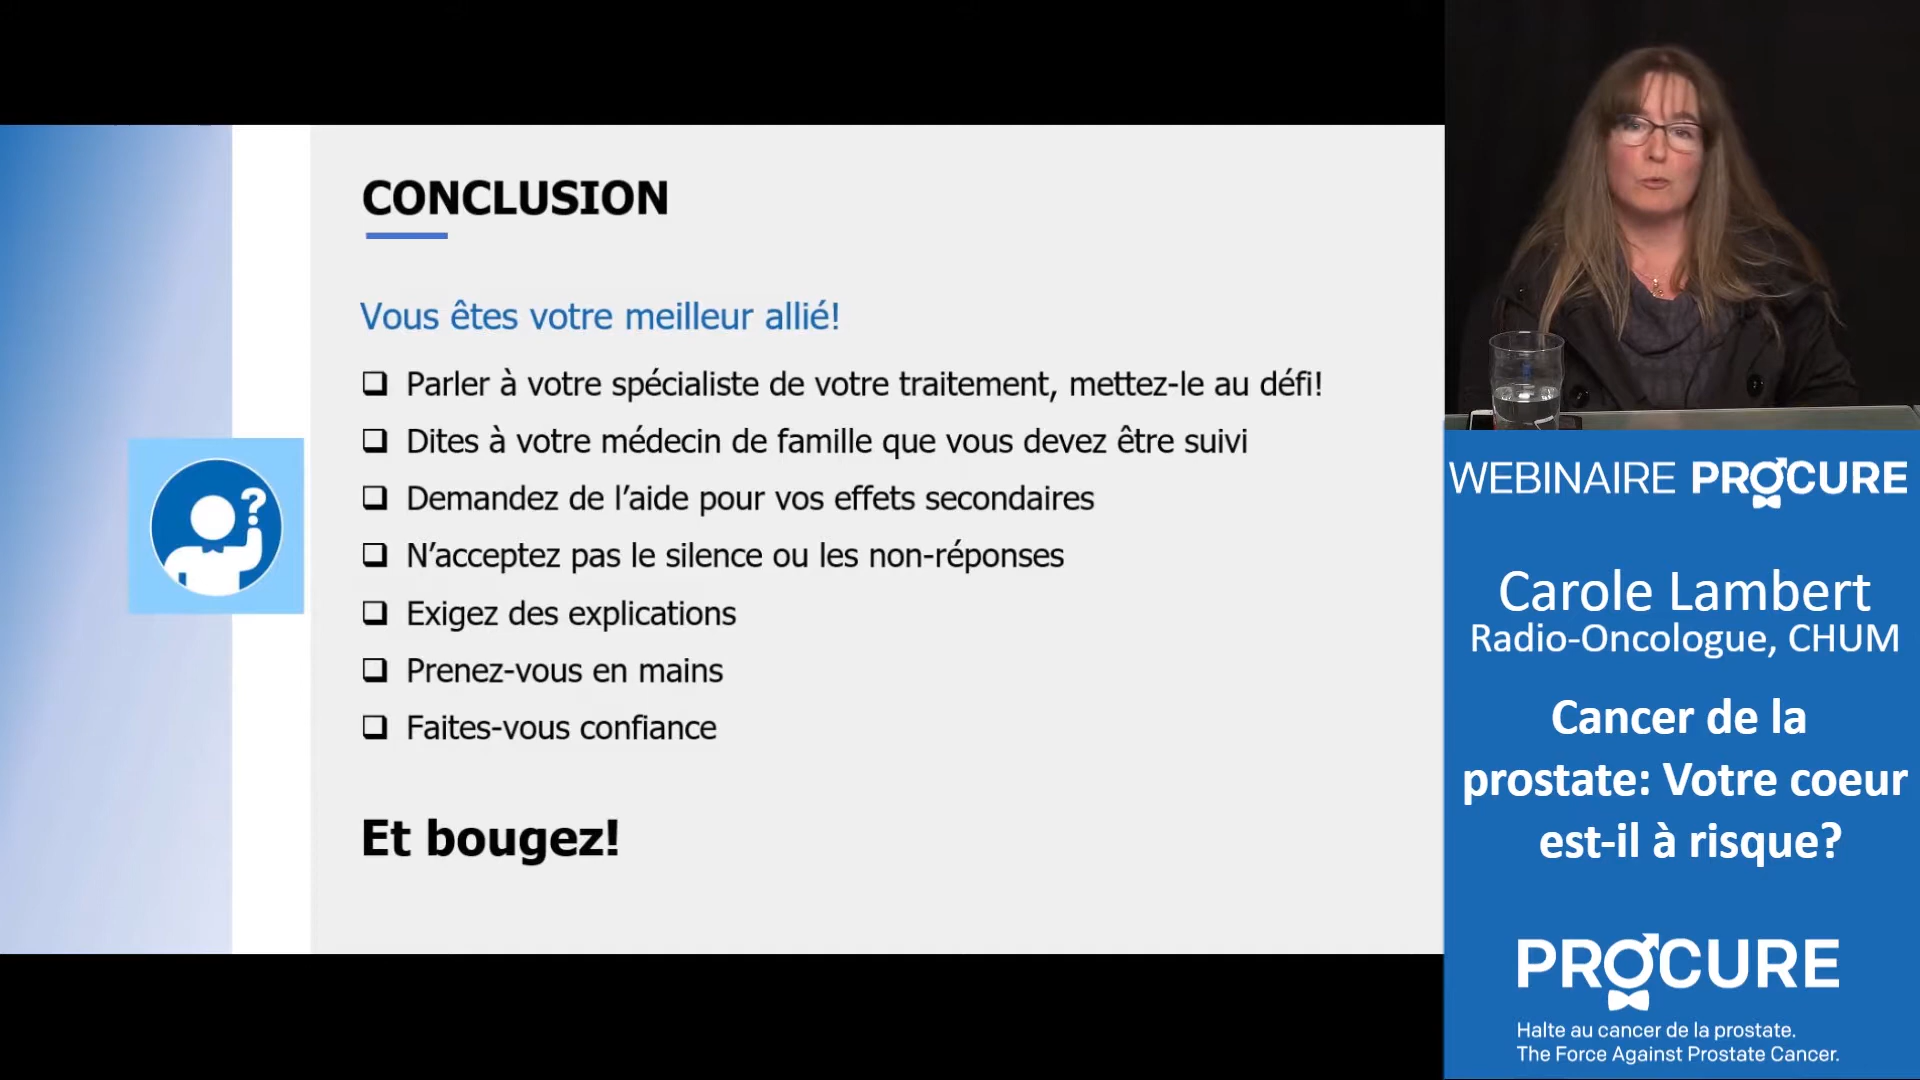 CONCLUSION
Vous êtes votre meilleur allié!
Parler à votre spécialiste de votre traitement, mettez-le au défi!
Dites à votre médecin de famille que vous devez être suivi
Demandez de l’aide pour vos effets secondaires
N’acceptez pas le silence ou les non-réponses
Exigez des explications
Prenez-vous en mains
Faites-vous confiance
Et bougez!
?
WEBINAIRE PROCURE
Carole Lambert
Radio-Oncologue, CHUM
Cancer de la
prostate: Votre coeur
est-il à risque?
PROCURE
Halte au cancer de la prostate.
The Force Against Prostate Cancer.